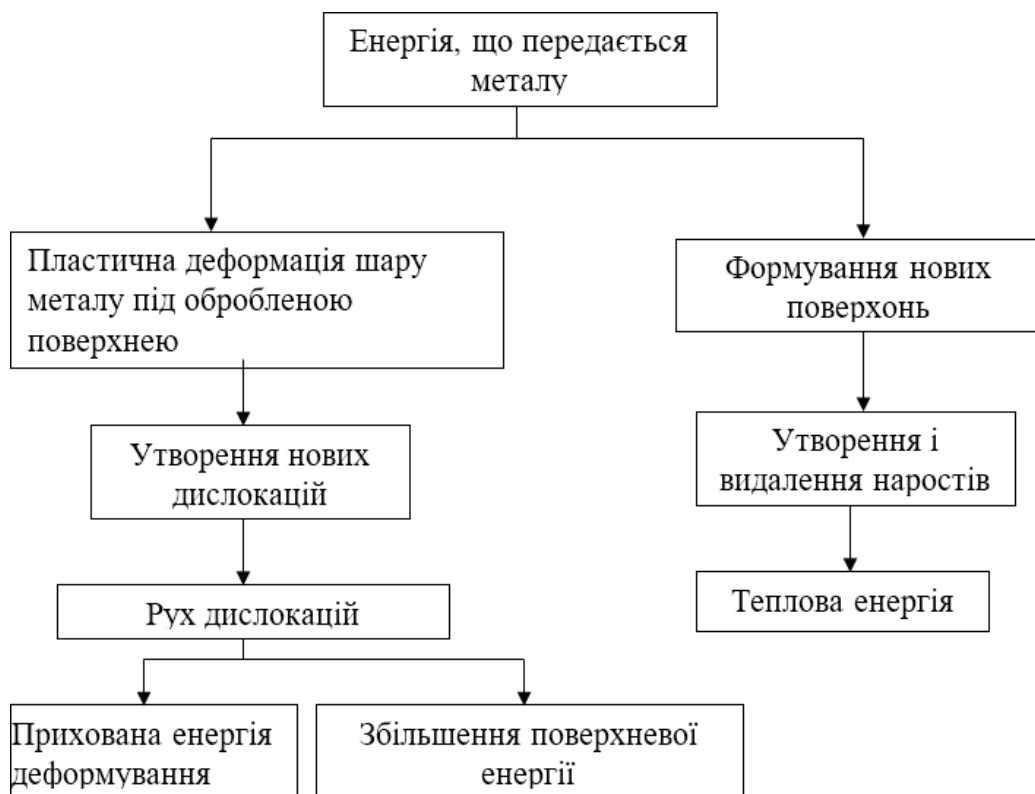 Енергія, що передається
металу
Пластична деформація шару
металу під обробленою
поверхнею
Формування нових
поверхонь
Утворення нових
дислокацій
Утворення і
видалення наростів
Рух дислокацій
Теплова енергія
Прихована енергія
деформування
Збільшення поверхневої
енергії